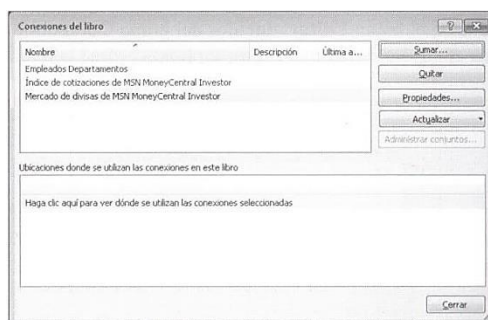 Conexiones del libro
Nombre Descripción Última a...
Empleados Departamentos
Índice de cotizaciones de MSN MoneyCentral Investor
Mercado de divisas de MSN MoneyCentral Investor
Sumar...
Quitar
Propiedades...
Actualizar
Administrar conjuntos...
Ubicaciones donde se utilizan las conexiones en este libro
Haga clic aquí para ver dónde se utilizan las conexiones seleccionadas
Cerrar